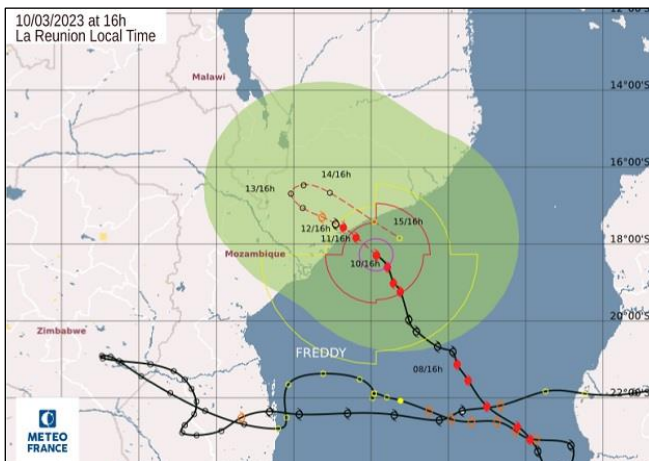 10/03/2023 at 16h
La Reunion Local Time
12°00'S
Malawi
14°00'S
16°00'S
14/16h
13/16h
15/16h
12/16h
11/16h
18°00'S
Mozambique
10/16h
20°00'S
Zimbabwe
FREDDY
08/16h
22°00'S
METEO
FRANCE